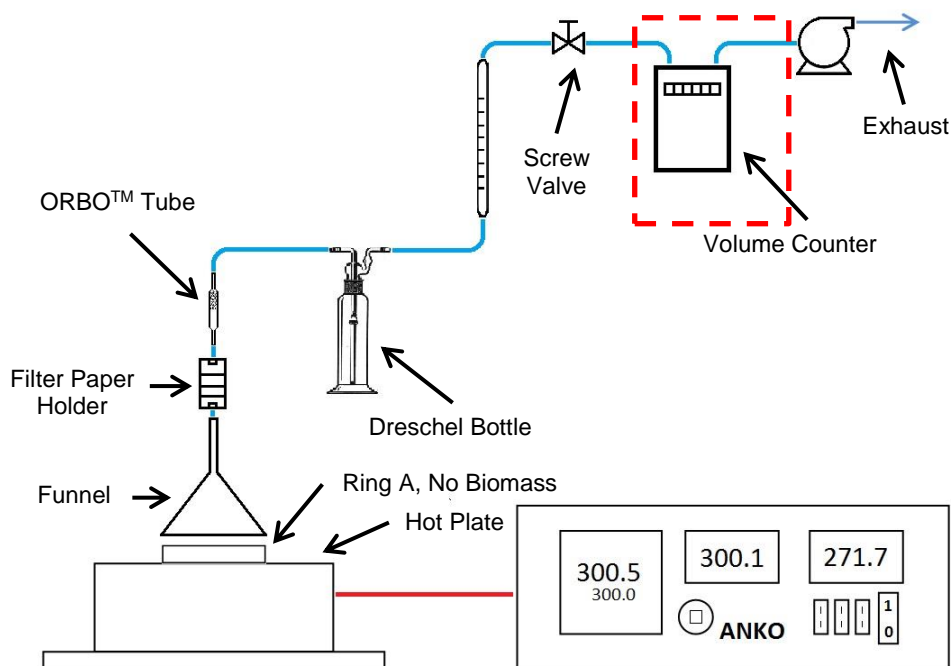 Exhaust
Screw
Valve
ORBO™ Tube
Volume Counter
Filter Paper
Holder
Dreschel Bottle
Funnel
Ring A, No Biomass
Hot Plate
300.5
300.0
300.1
271.7
ANKO
1
0